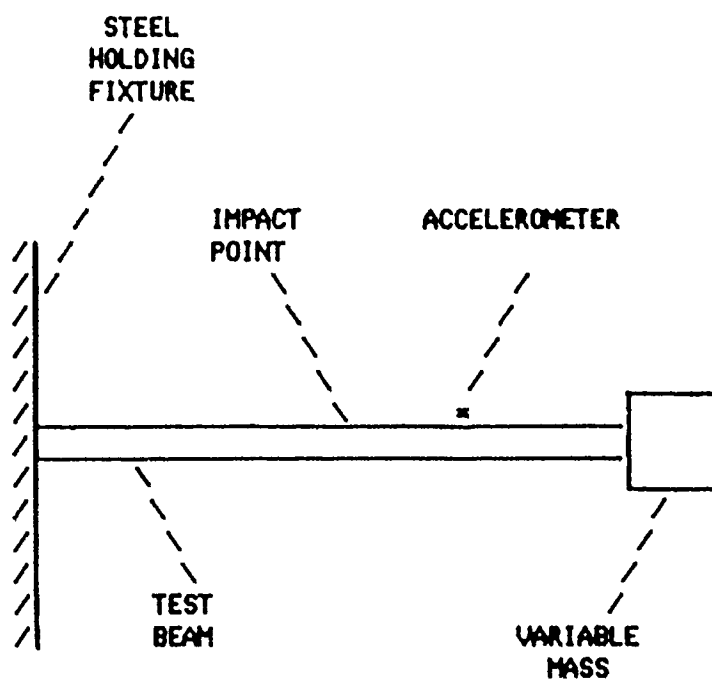 STEEL
HOLDING
FIXTURE
IMPACT
POINT
ACCELEROMETER
TEST
BEAM
VARIABLE
MASS